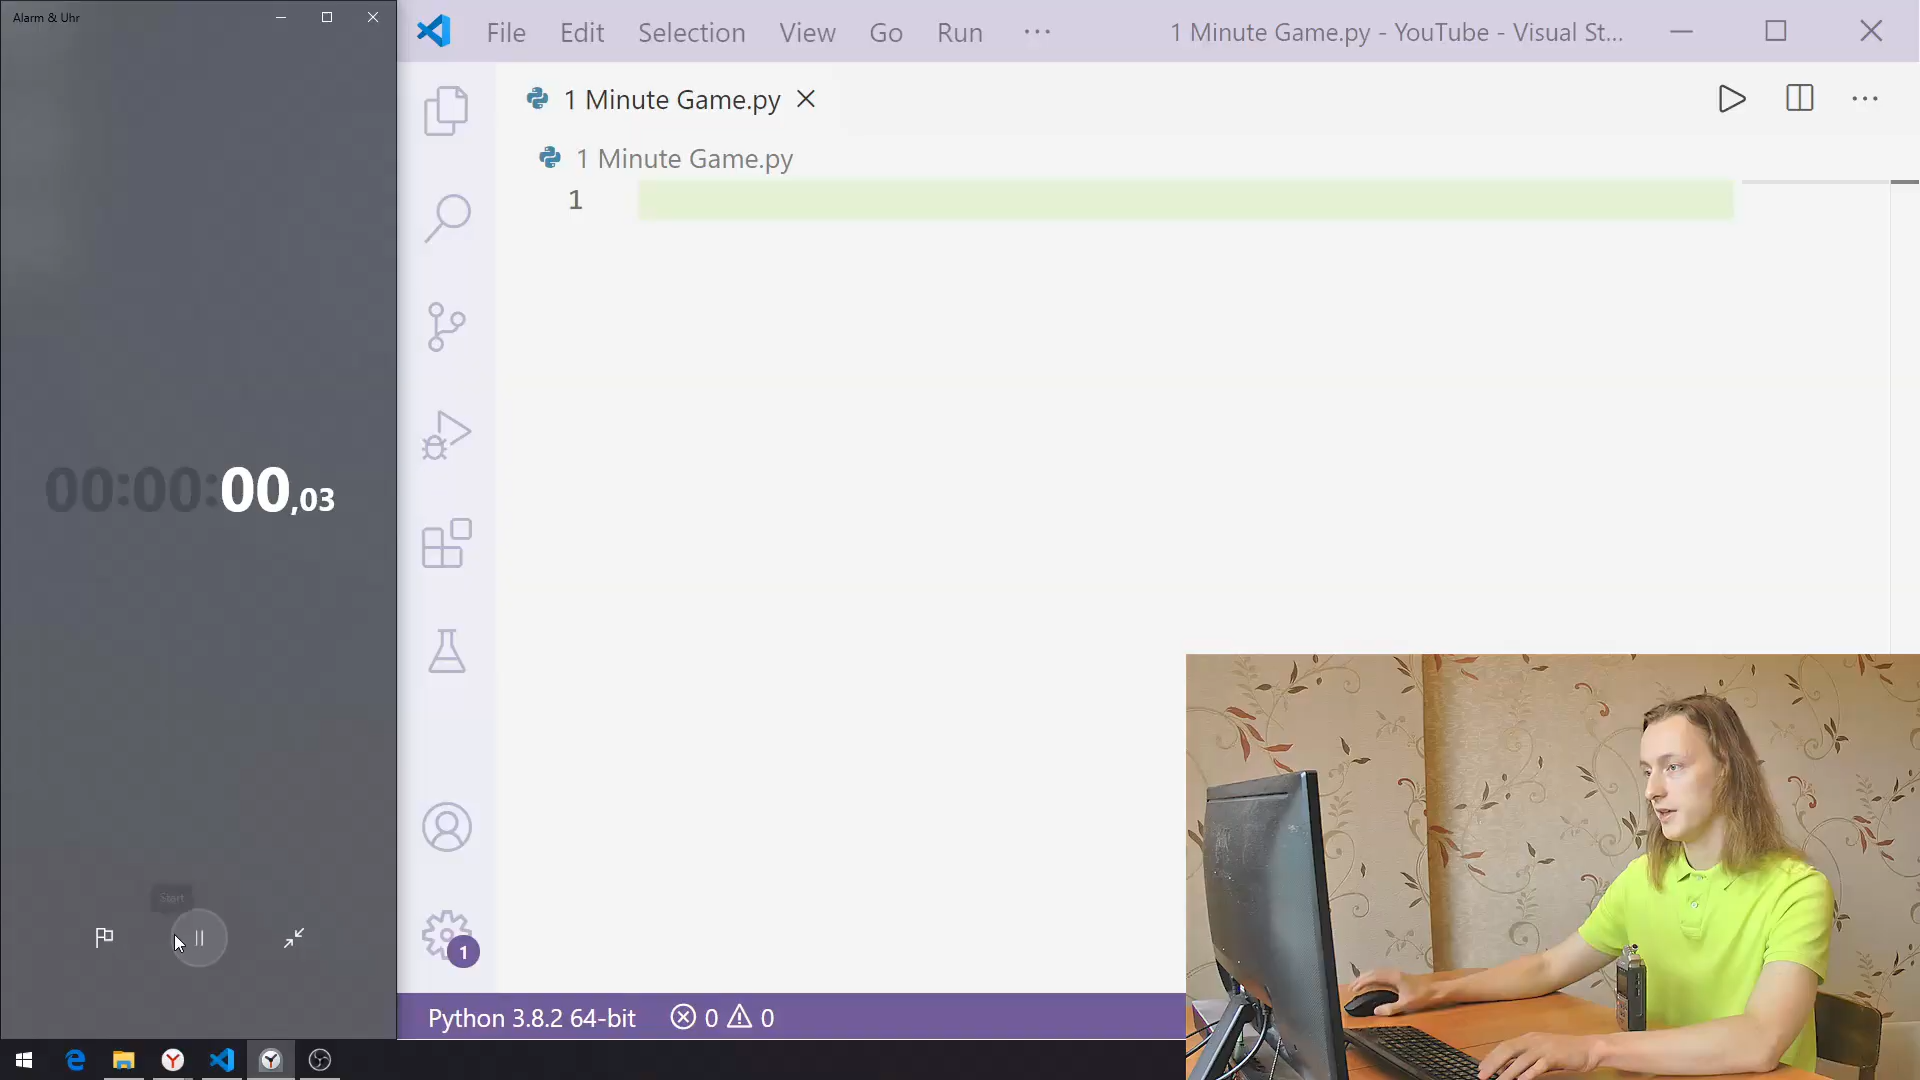 Alarm & Uhr
00:00:00,03
Start
File Edit Selection View Go Run ···
1 Minute Game.py - YouTube - Visual St...
1 Minute Game.py
1 Minute Game.py
1
1
Python 3.8.2 64-bit 0 0